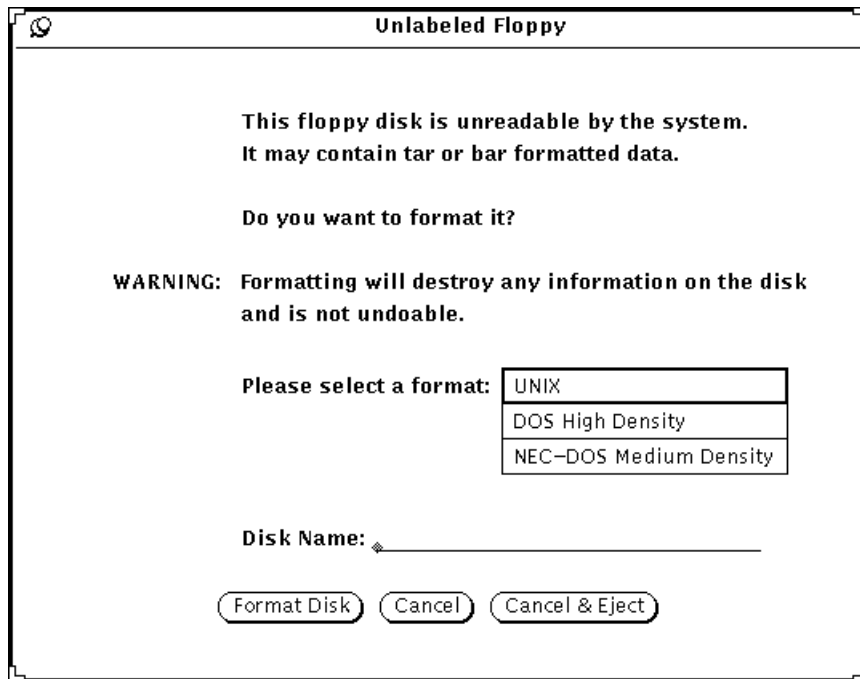 Unlabeled Floppy
This floppy disk is unreadable by the system.
It may contain tar or bar formatted data.
Do you want to format it?
WARNING: Formatting will destroy any information on the disk
and is not undoable.
Please select a format: UNIX
DOS High Density
NEC-DOS Medium Density
Disk Name:
Format Disk Cancel Cancel & Eject